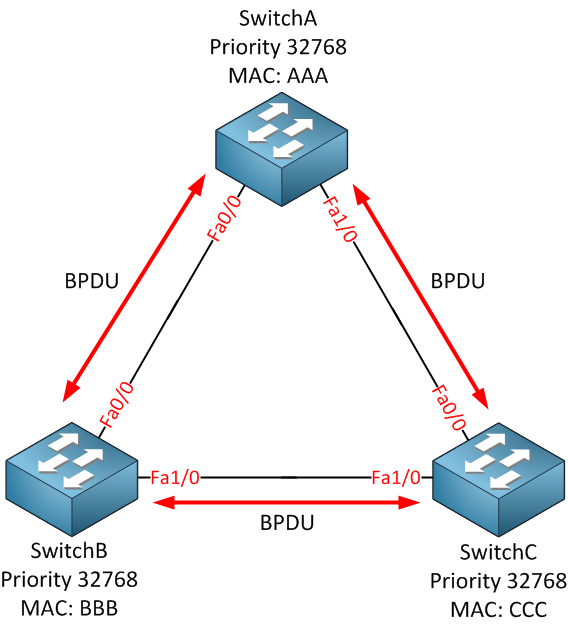 SwitchA
Priority 32768
MAC: AAA
Fa0/0
Fa1/0
BPDU
BPDU
Fa0/0
Fa0/0
Fa1/0
Fa1/0
BPDU
SwitchB
Priority 32768
MAC: BBB
SwitchC
Priority 32768
MAC: CCC